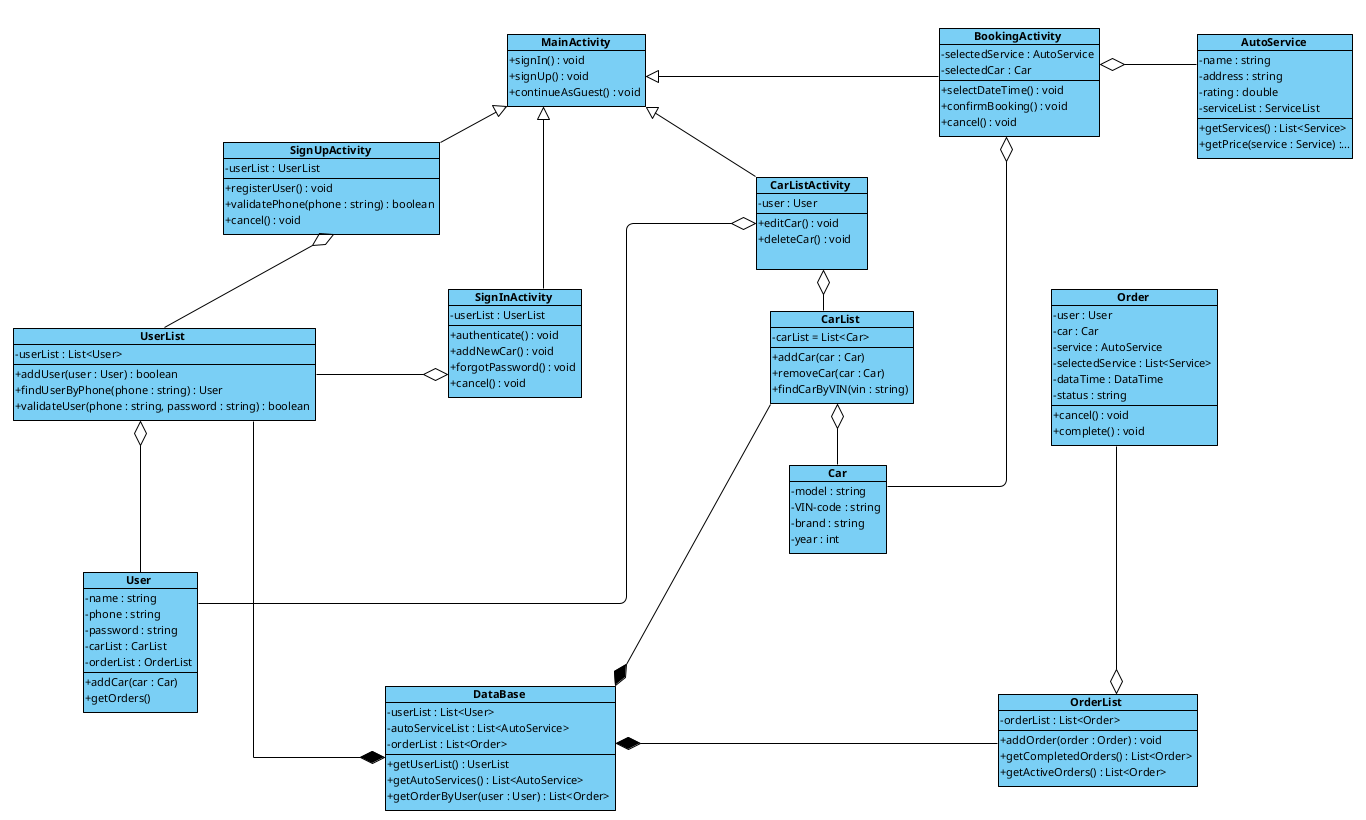 MainActivity
+signIn() : void
+signUp() : void
+continueAsGuest() : void
BookingActivity
-selectedService : AutoService
-selectedCar : Car
+selectDateTime() : void
+confirmBooking() : void
+cancel() : void
AutoService
-name : string
-address : string
-rating : double
-serviceList : ServiceList
+getServices() : List<Service>
+getPrice(service : Service) :...
SignUpActivity
-userList : UserList
+registerUser() : void
+validatePhone(phone : string) : boolean
+cancel() : void
CarListActivity
-user : User
+editCar() : void
+deleteCar() : void
SignInActivity
-userList : UserList
+authenticate() : void
+addNewCar() : void
+forgotPassword() : void
+cancel() : void
UserList
-userList : List<User>
+addUser(user : User) : boolean
+findUserByPhone(phone : string) : User
+validateUser(phone : string, password : string) : boolean
CarList
-carList = List<Car>
+addCar(car : Car)
+removeCar(car : Car)
+findCarByVIN(vin : string)
Order
-user : User
-car : Car
-service : AutoService
-selectedService : List<Service>
-dataTime : DataTime
-status : string
+cancel() : void
+complete() : void
Car
-model : string
-VIN-code : string
-brand : string
-year : int
User
-name : string
-phone : string
-password : string
-carList : CarList
-orderList : OrderList
+addCar(car : Car)
+getOrders()
DataBase
-userList : List<User>
-autoServiceList : List<AutoService>
-orderList : List<Order>
+getUserList() : UserList
+getAutoServices() : List<AutoService>
+getOrderByUser(user : User) : List<Order>
OrderList
-orderList : List<Order>
+addOrder(order : Order) : void
+getCompletedOrders() : List<Order>
+getActiveOrders() : List<Order>